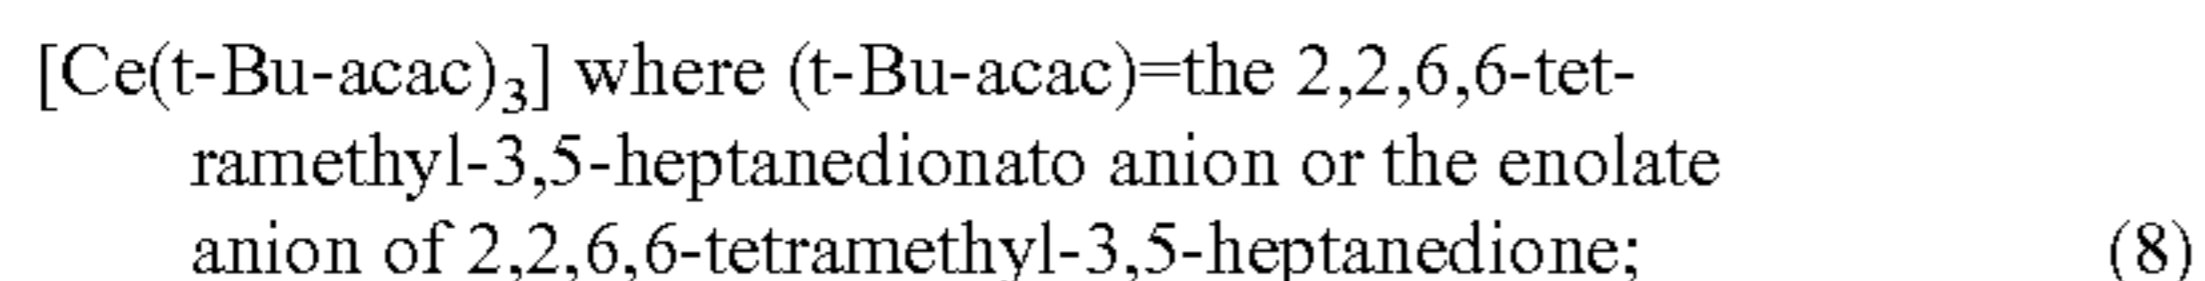 [Ce(t-Bu-acac)₃] where (t-Bu-acac)=the 2,2,6,6-tet-
ramethyl-3,5-heptanedionato anion or the enolate
anion of 2,2,6,6-tetramethyl-3,5-heptanedione; (8)